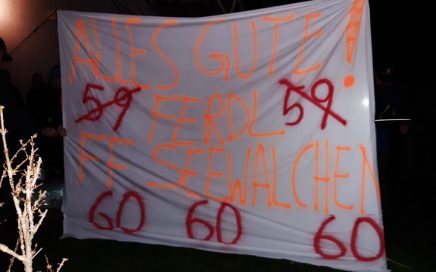 ALLES GUTE!
59 FERDL 59
FF SEEWALCHEN
60 60 60